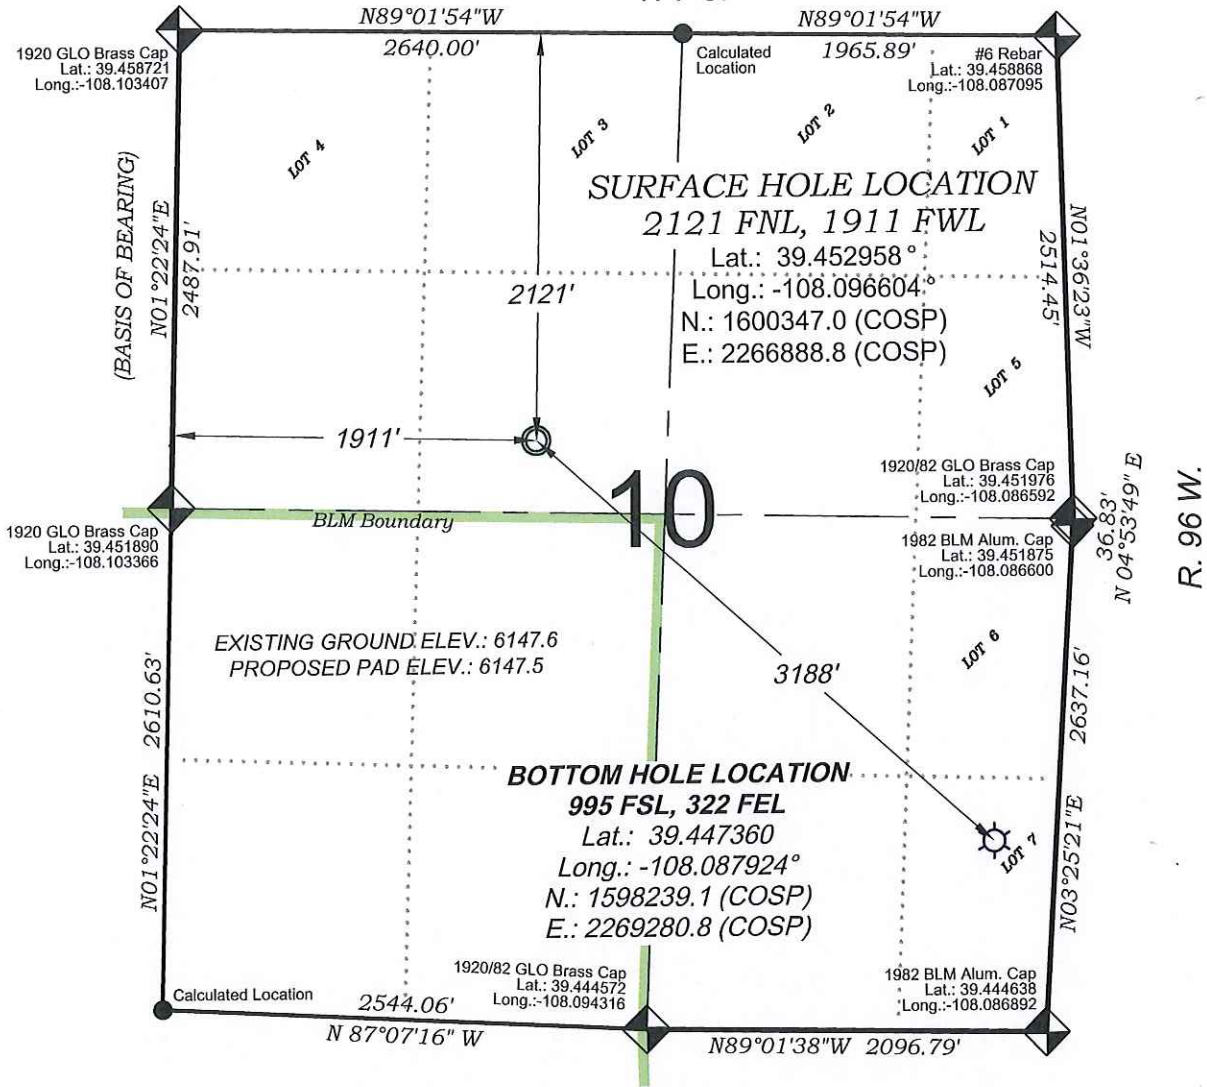 N89°01'54"W
2640.00'
N89°01'54"W
1965.89'
1920 GLO Brass Cap
Lat.: 39.458721
Long.:-108.103407
Calculated
Location
#6 Rebar
Lat.: 39.458868
Long.:-108.087095
LOT 4
LOT 3
LOT 2
LOT 1
(BASIS OF BEARING)
N01°22'24"E
2487.91'
SURFACE HOLE LOCATION
2121 FNL, 1911 FWL
Lat.: 39.452958°
Long.: -108.096604°
N.: 1600347.0 (COSP)
E.: 2266888.8 (COSP)
N01°36'23"W
2514.45'
2121'
LOT 5
1911'
10
1920/82 GLO Brass Cap
Lat.: 39.451976
Long.:-108.086592
BLM Boundary
1920 GLO Brass Cap
Lat.: 39.451890
Long.:-108.103366
1982 BLM Alum. Cap
Lat.: 39.451875
Long.:-108.086600
36.83'
N 04°53'49" E
R. 96 W.
EXISTING GROUND ELEV.: 6147.6
PROPOSED PAD ELEV.: 6147.5
LOT 6
3188'
N01°22'24"E 2610.63'
N03°25'21"E 2637.16'
BOTTOM HOLE LOCATION
995 FSL, 322 FEL
Lat.: 39.447360
Long.: -108.087924°
N.: 1598239.1 (COSP)
E.: 2269280.8 (COSP)
LOT 7
1920/82 GLO Brass Cap
Lat.: 39.444572
Long.:-108.094316
1982 BLM Alum. Cap
Lat.: 39.444638
Long.:-108.086892
Calculated Location
2544.06'
N 87°07'16" W
N89°01'38"W 2096.79'